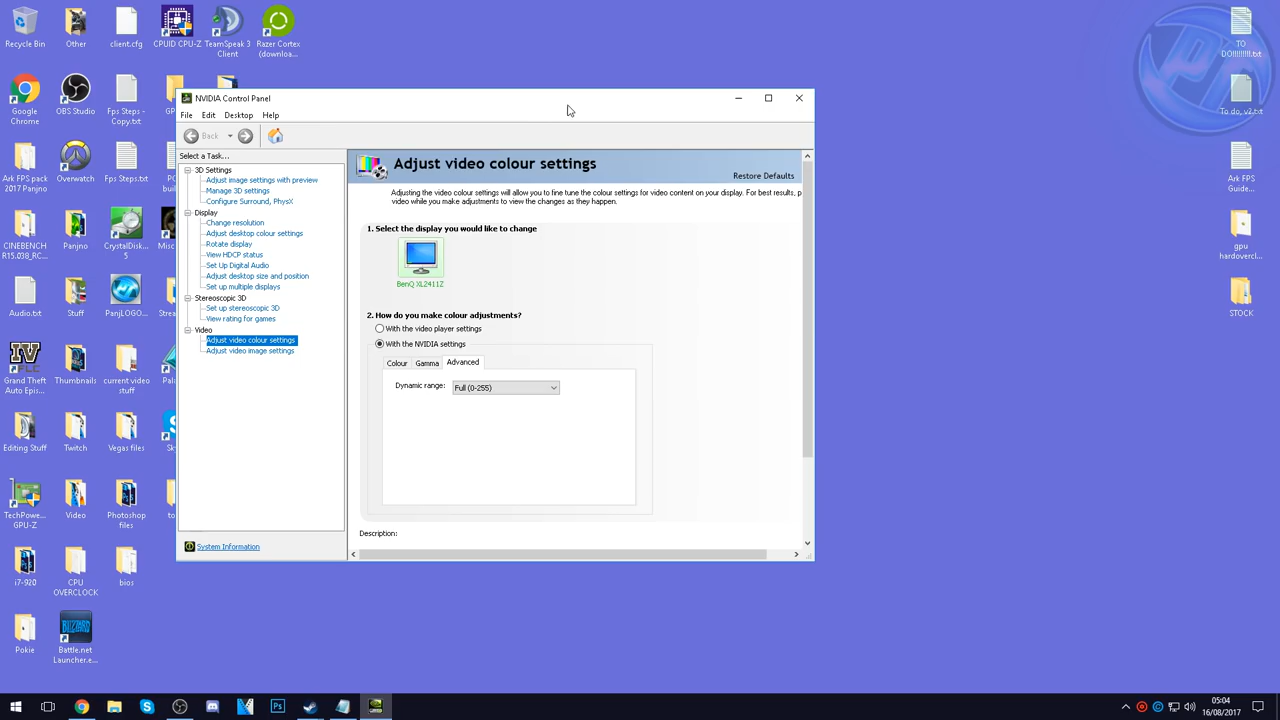 Recycle Bin
Other
client.cfg
CPUID CPU-Z
TeamSpeak 3
Client
Razer Cortex
(downloa...
TO
DO!!!!!!!!.txt
Google
Chrome
OBS Studio
Fps Steps -
Copy.txt
To do, v2.txt
NVIDIA Control Panel
File Edit Desktop Help
Back
Select a Task...
3D Settings
Adjust image settings with preview
Manage 3D settings
Configure Surround, PhysX
Display
Change resolution
Adjust desktop colour settings
Rotate display
View HDCP status
Set Up Digital Audio
Adjust desktop size and position
Set up multiple displays
Stereoscopic 3D
Set up stereoscopic 3D
View rating for games
Video
Adjust video colour settings
Adjust video image settings
System Information
Adjust video colour settings
Restore Defaults
Adjusting the video colour settings will allow you to fine tune the colour settings for video content on your display. For best results, p
video while you make adjustments to view the changes as they happen.
1. Select the display you would like to change
BenQ XL2411Z
2. How do you make colour adjustments?
With the video player settings
With the NVIDIA settings
Colour Gamma Advanced
Dynamic range: Full (0-255)
Description:
Ark FPS
pack 2017
Overwatch
Fps Steps.txt
Panjno
Ark FPS
Guide...
CINEBENCH
R15.038_RC...
Panjno
CrystalDisk...
5
gpu
hardovercl...
Audio.txt
Stuff
PanjLOGO...
STOCK
Grand Theft
Auto Epis...
Thumbnails
current video
stuff
Editing Stuff
Twitch
Vegas files
TechPowe...
GPU-Z
Video
Photoshop
files
i7-920
CPU
OVERCLOCK
bios
Pokie
BLIZZARD
Battle.net
Launcher.e...
05:04
16/08/2017